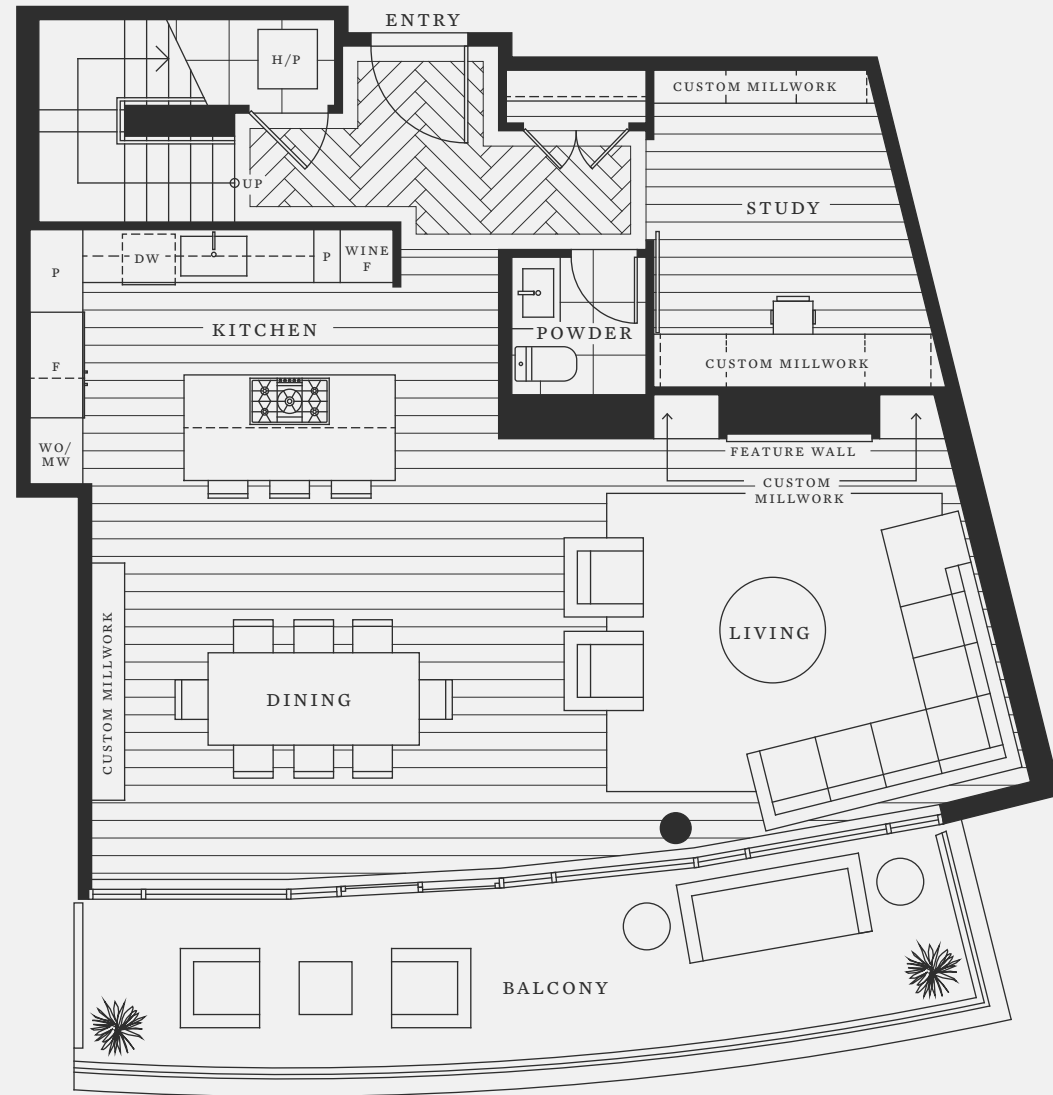 ENTRY
H/P
CUSTOM MILLWORK
UP
STUDY
DW
P
WINE
F
P
KITCHEN
POWDER
F
CUSTOM MILLWORK
WO/
MW
FEATURE WALL
CUSTOM
MILLWORK
LIVING
CUSTOM MILLWORK
DINING
BALCONY